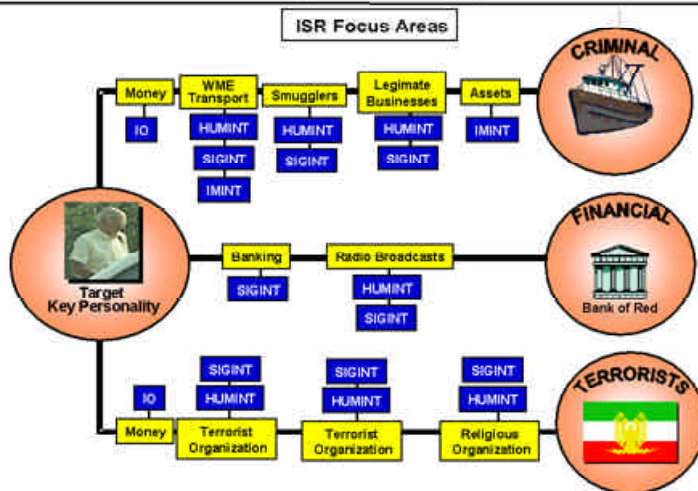 ISR Focus Areas
CRIMINAL
Money
WME
Transport
Smugglers
Legimate
Businesses
Assets
IO
HUMINT
HUMINT
HUMINT
IMINT
SIGINT
SIGINT
SIGINT
IMINT
FINANCIAL
Banking
Radio Broadcasts
SIGINT
HUMINT
SIGINT
Bank of Red
Target
Key Personality
TERRORISTS
SIGINT
SIGINT
SIGINT
IO
HUMINT
HUMINT
HUMINT
Money
Terrorist
Organization
Terrorist
Organization
Religious
Organization